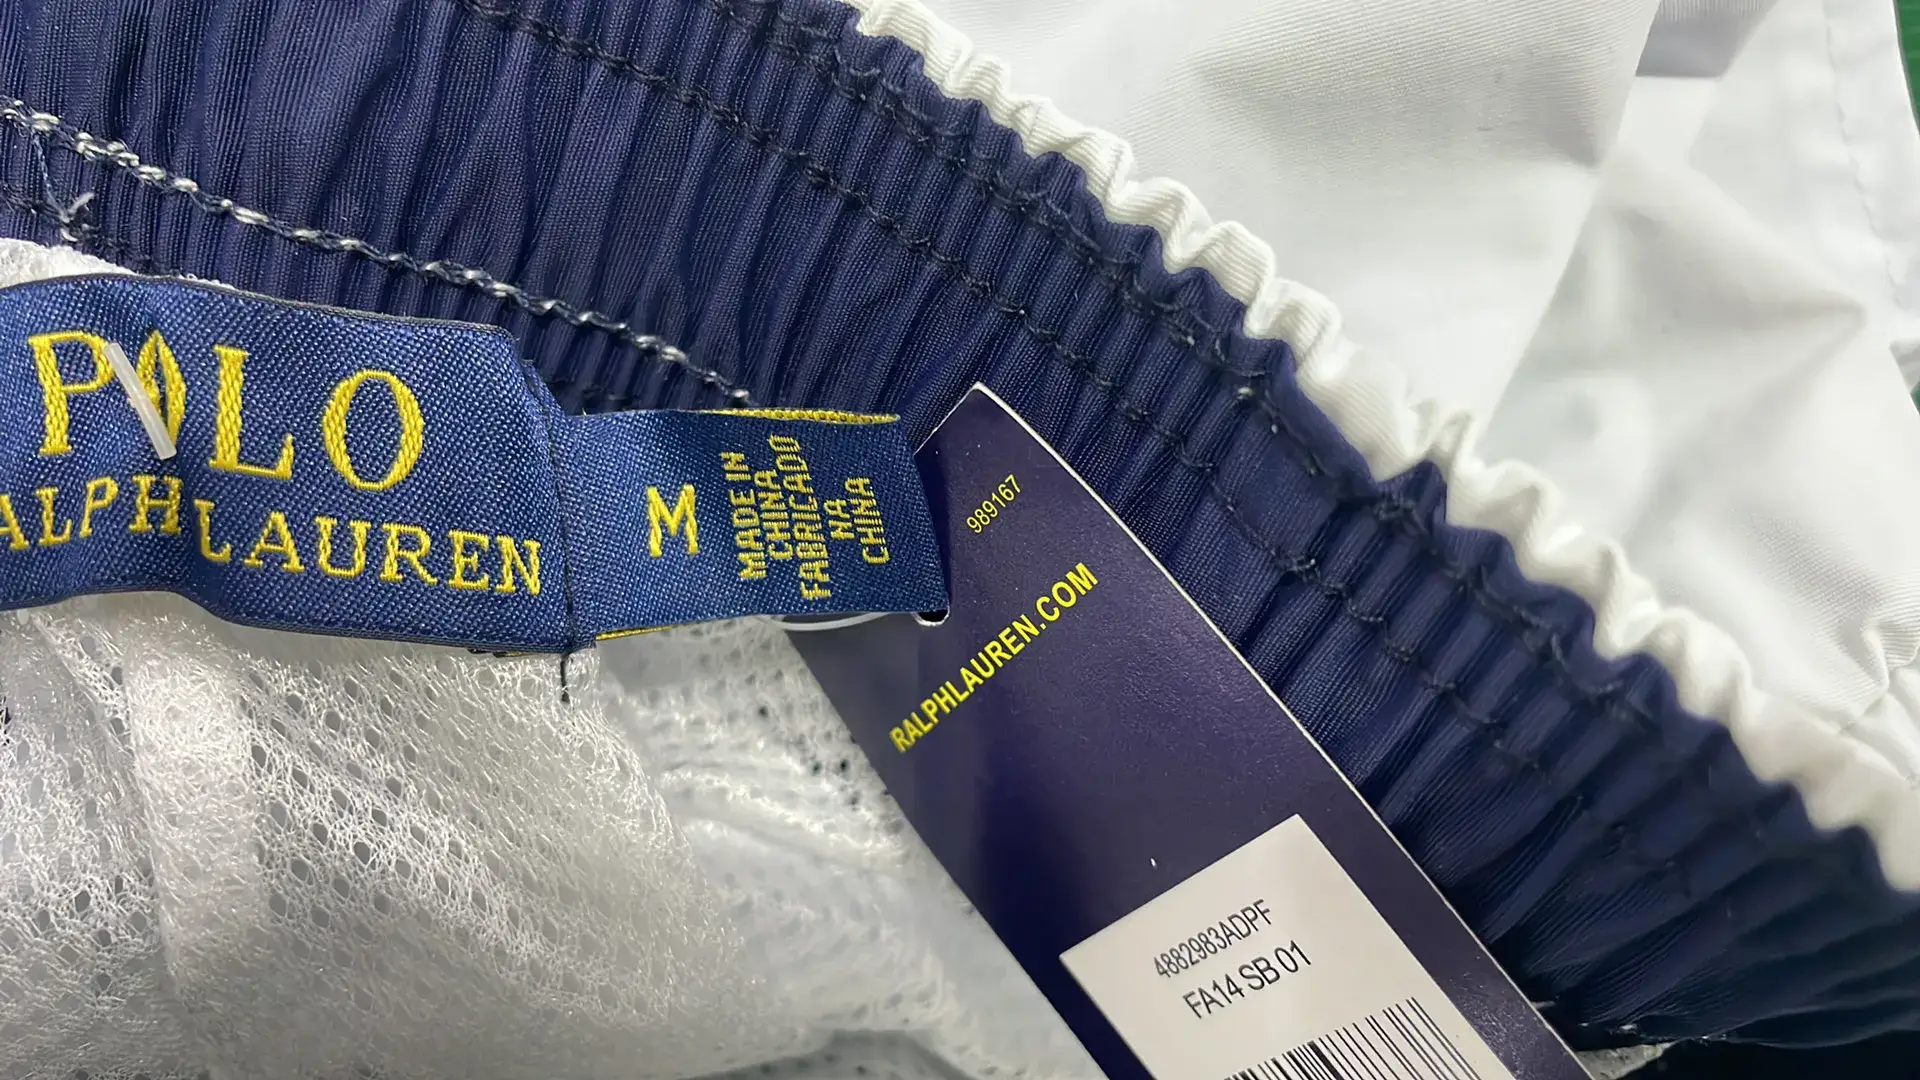 POLO
RALPH LAUREN
M
MADE IN
CHINA
FABRICADO
NA
CHINA
989167
RALPHLAUREN.COM
4882983ADPF
FA14 SB 01